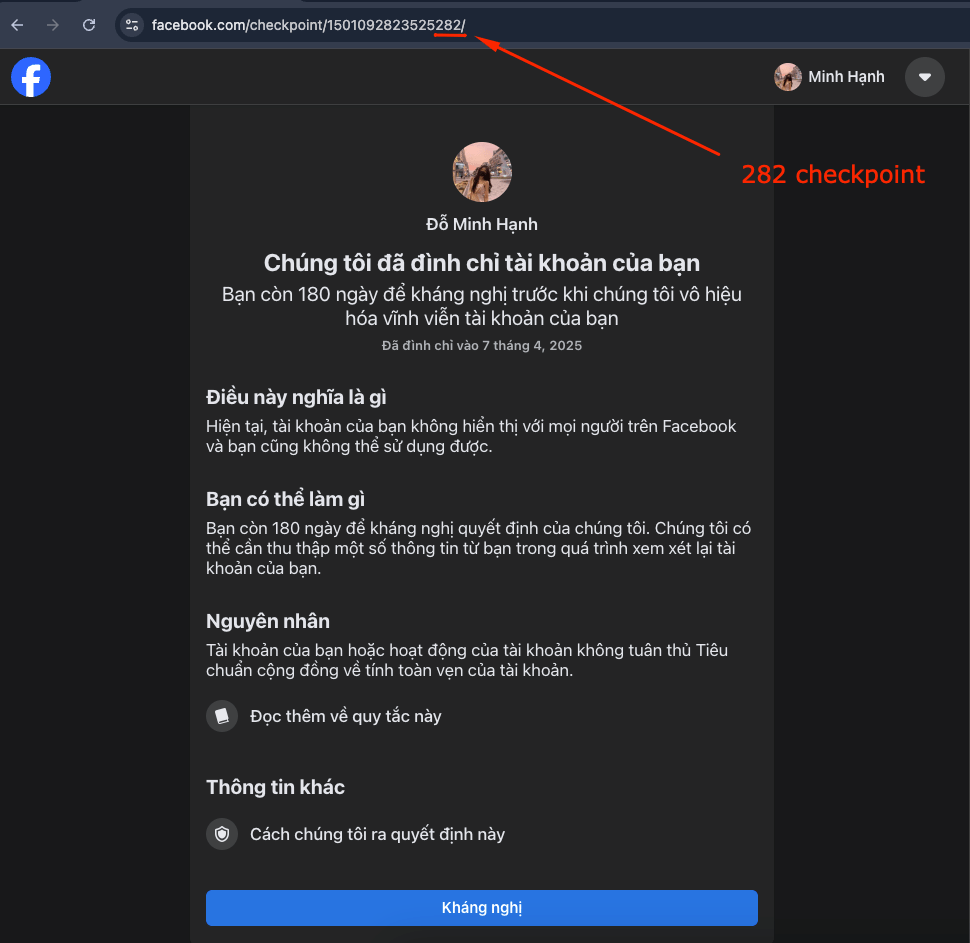 facebook.com/checkpoint/1501092823525282/
Minh Hạnh
282 checkpoint
Đỗ Minh Hạnh
Chúng tôi đã đình chỉ tài khoản của bạn
Bạn còn 180 ngày để kháng nghị trước khi chúng tôi vô hiệu
hóa vĩnh viễn tài khoản của bạn
Đã đình chỉ vào 7 tháng 4, 2025
Điều này nghĩa là gì
Hiện tại, tài khoản của bạn không hiển thị với mọi người trên Facebook
và bạn cũng không thể sử dụng được.
Bạn có thể làm gì
Bạn còn 180 ngày để kháng nghị quyết định của chúng tôi. Chúng tôi có
thể cần thu thập một số thông tin từ bạn trong quá trình xem xét lại tài
khoản của bạn.
Nguyên nhân
Tài khoản của bạn hoặc hoạt động của tài khoản không tuân thủ Tiêu
chuẩn cộng đồng về tính toàn vẹn của tài khoản.
Đọc thêm về quy tắc này
Thông tin khác
Cách chúng tôi ra quyết định này
Kháng nghị